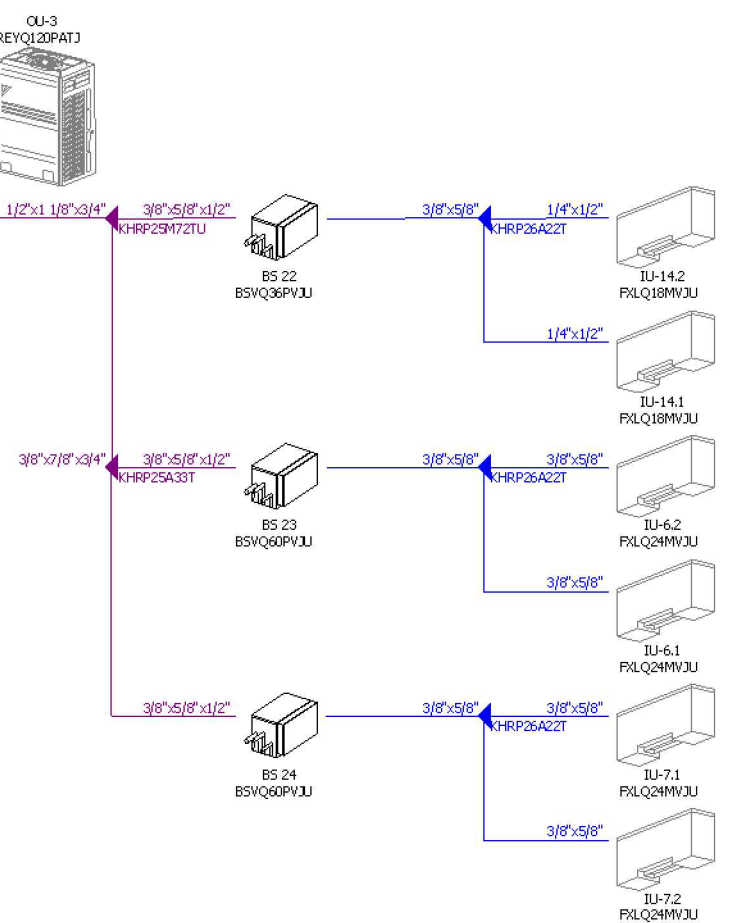 OU-3
REYQ120PATJ
1/2"x1 1/8"x3/4"
3/8"x5/8"x1/2"
KHRP25M72TU
BS 22
BSVQ36PVJU
3/8"x5/8"
KHRP26A22T
1/4"x1/2"
IU-14.2
FXLQ18MVJU
1/4"x1/2"
IU-14.1
FXLQ18MVJU
3/8"x7/8"x3/4"
3/8"x5/8"x1/2"
KHRP25A33T
BS 23
BSVQ60PVJU
3/8"x5/8"
KHRP26A22T
3/8"x5/8"
IU-6.2
FXLQ24MVJU
3/8"x5/8"
IU-6.1
FXLQ24MVJU
3/8"x5/8"x1/2"
BS 24
BSVQ60PVJU
3/8"x5/8"
KHRP26A22T
3/8"x5/8"
IU-7.1
FXLQ24MVJU
3/8"x5/8"
IU-7.2
FXLQ24MVJU